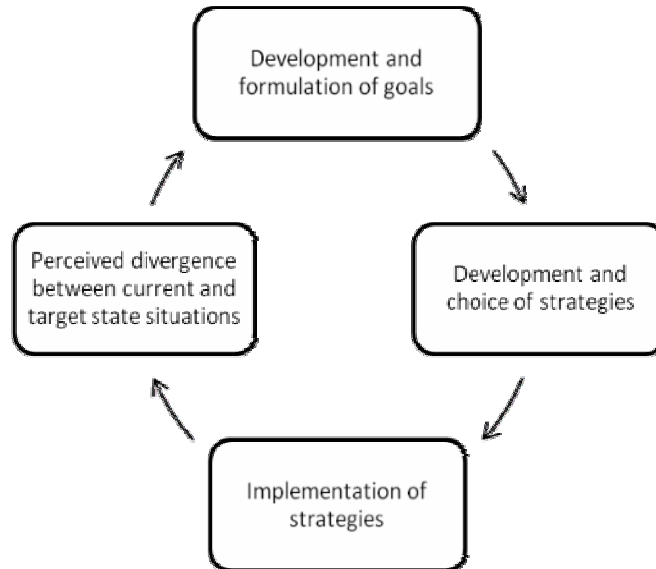 Development and
formulation of goals
Perceived divergence
between current and
target state situations
Development and
choice of strategies
Implementation of
strategies